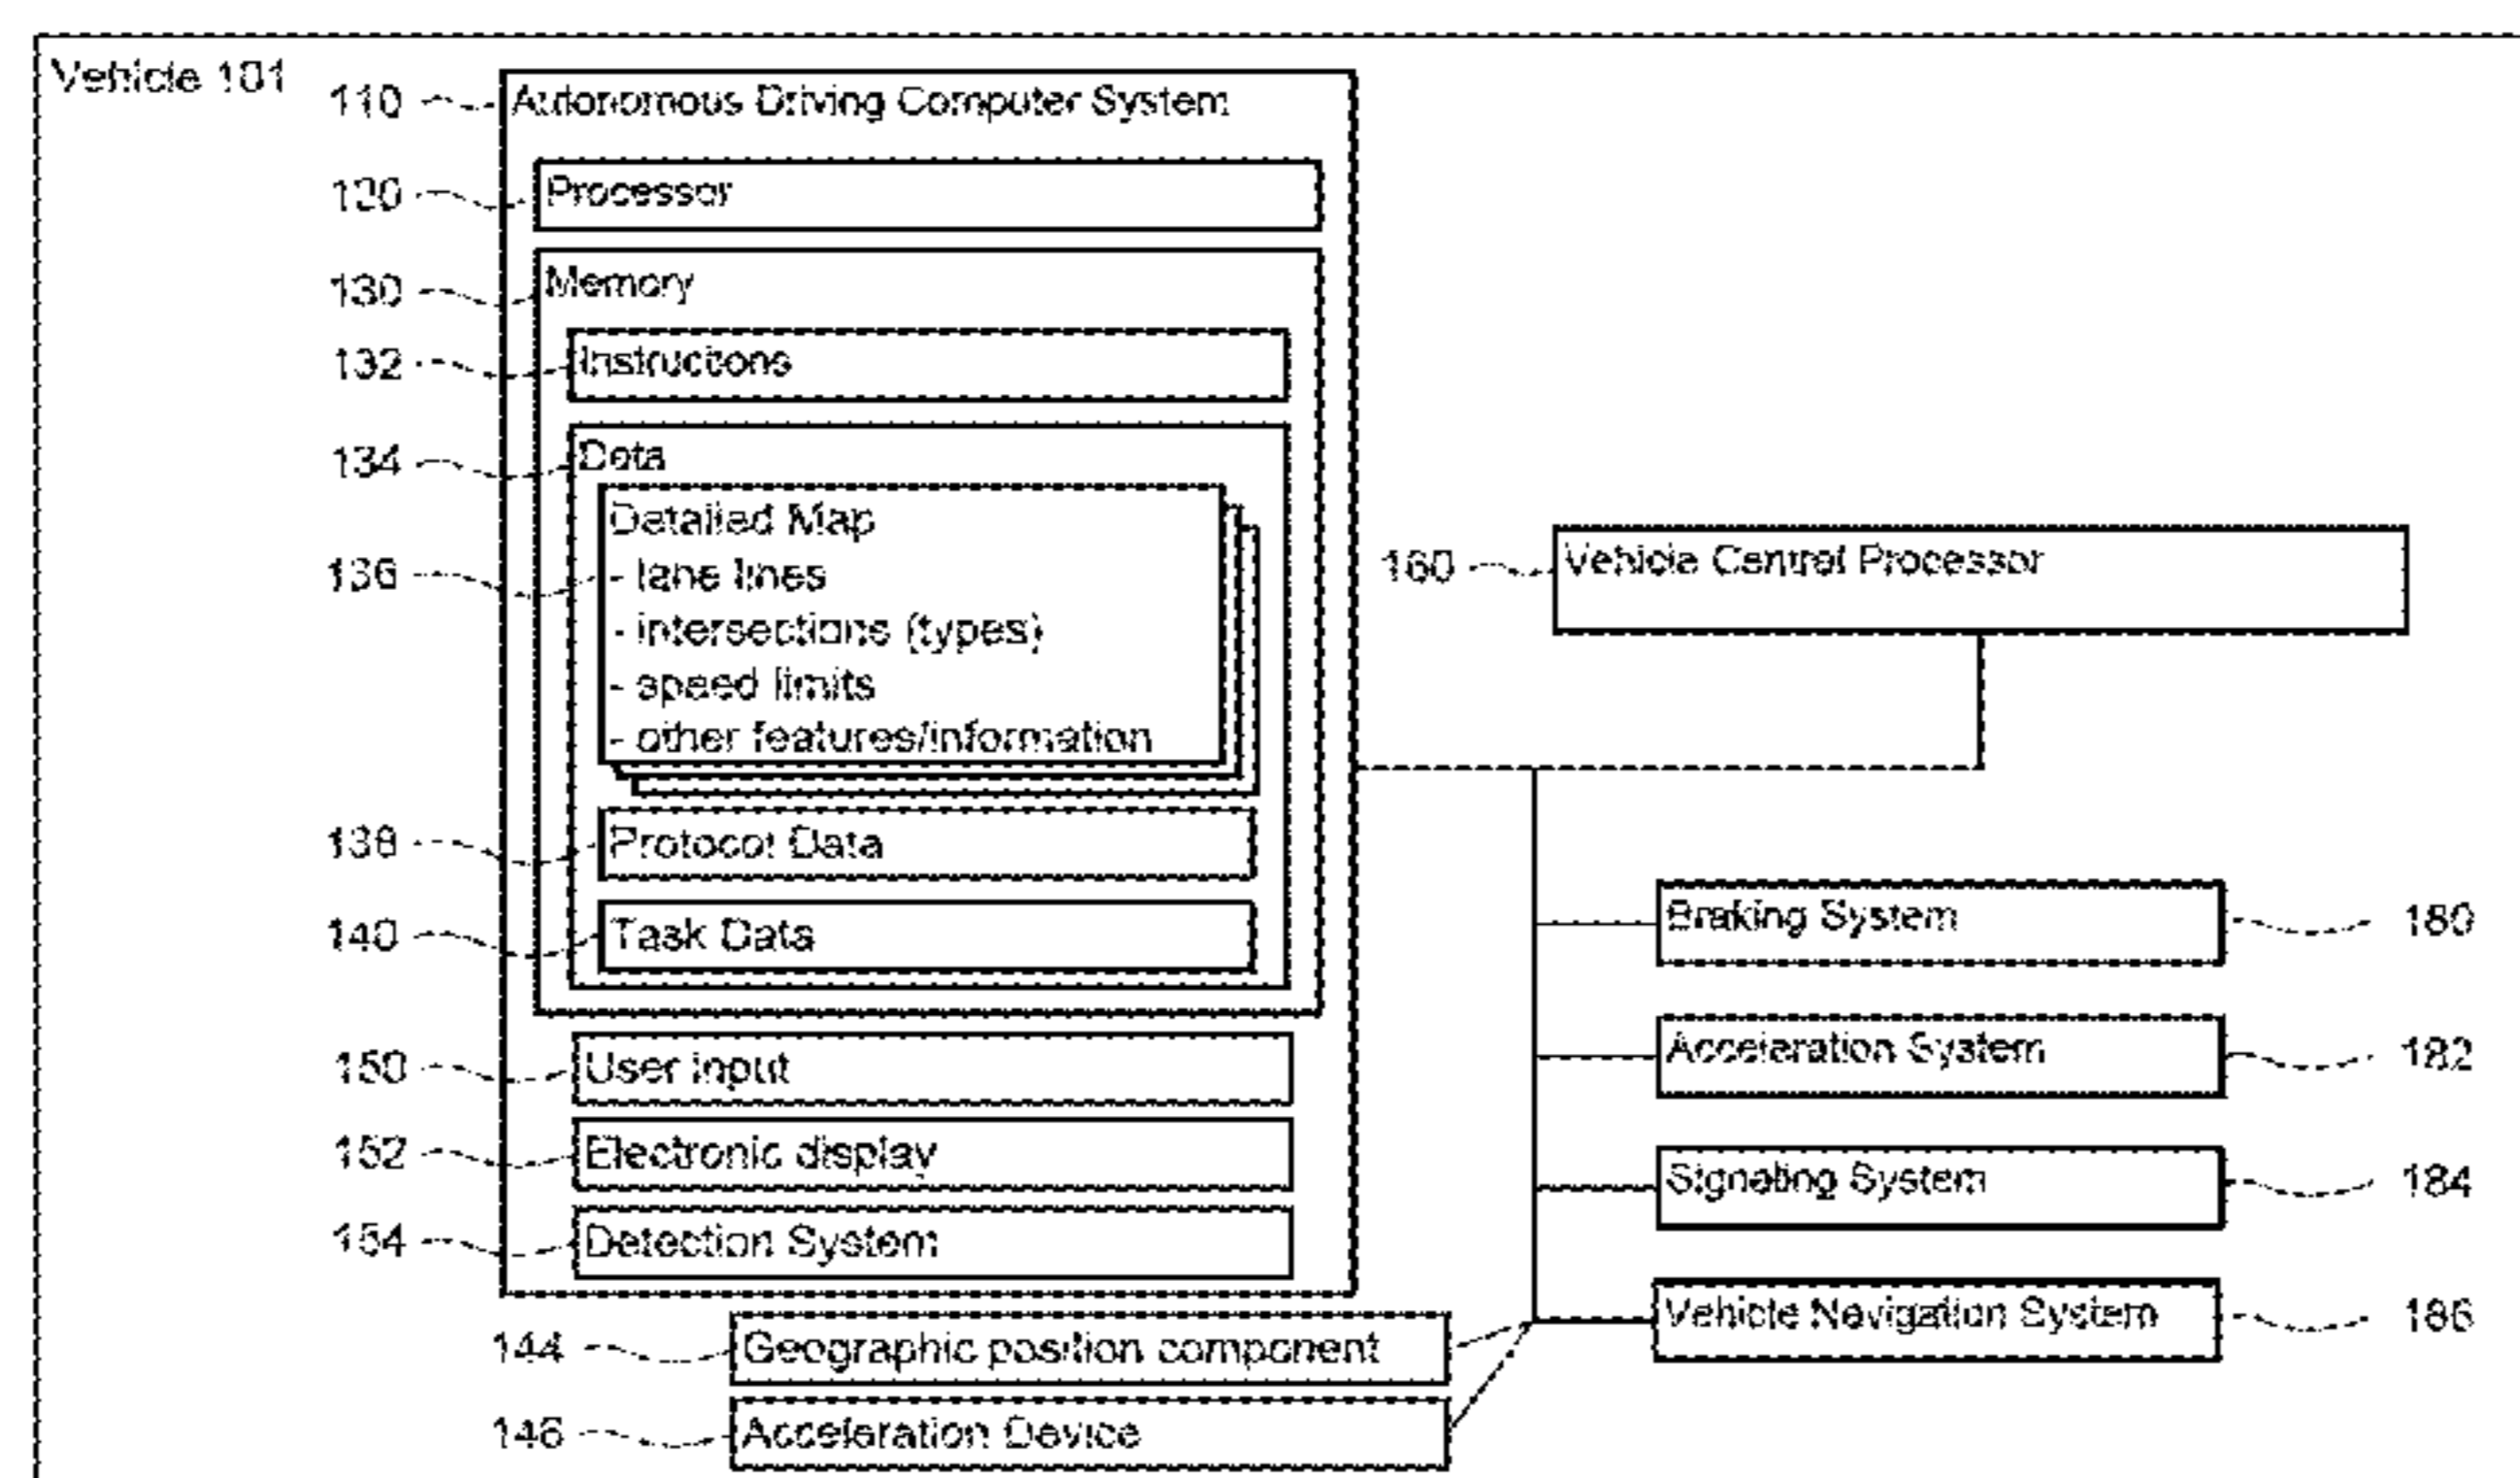 Vehicle 101
110 Autonomous Driving Computer System
120 Processor
130 Memory
132 Instructions
134 Data
136 Detailed Map
- lane lines
- intersections (types)
- speed limits
- other features/information
138 Protocol Data
140 Task Data
150 User input
152 Electronic display
154 Detection System
144 Geographic position component
146 Acceleration Device
160 Vehicle Central Processor
Braking System 180
Acceleration System 182
Signaling System 184
Vehicle Navigation System 186